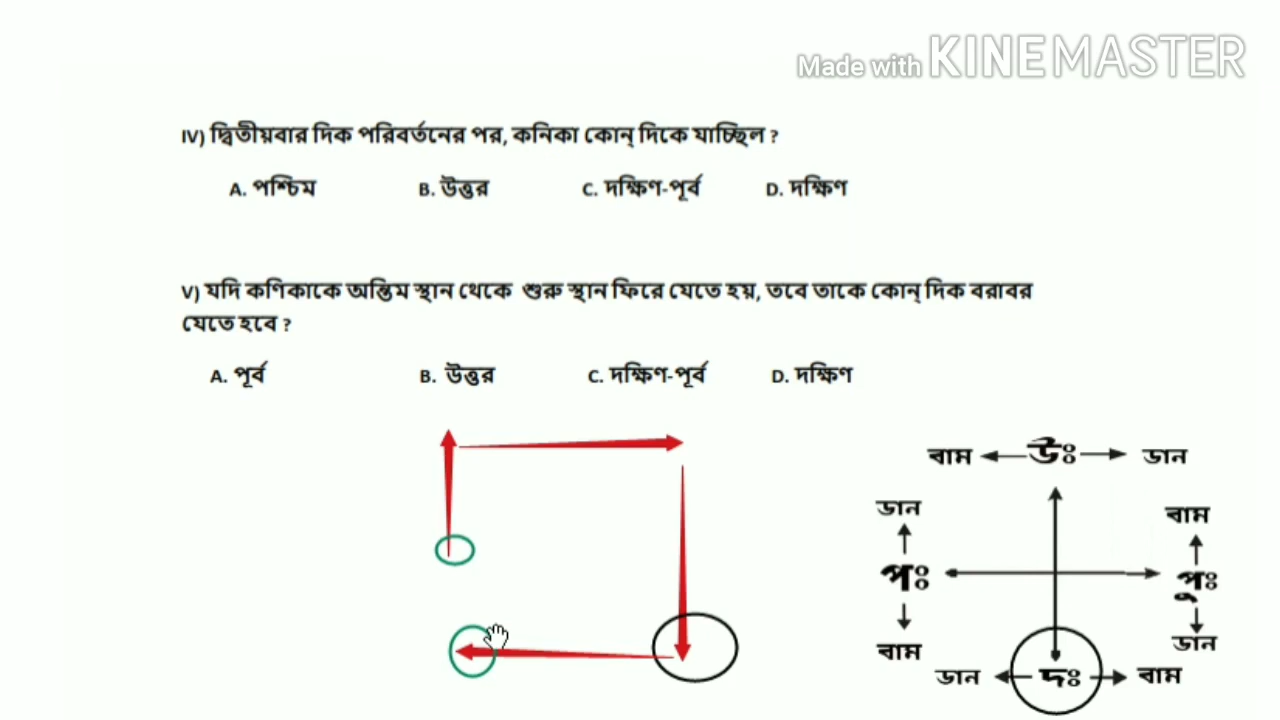 Made with KINEMASTER
IV) দ্বিতীয়বার দিক পরিবর্তনের পর, কনিকা কোন্ দিকে যাচ্ছিল ?
A. পশ্চিম B. উত্তর C. দক্ষিণ-পূর্ব D. দক্ষিণ
V) যদি কণিকাকে অন্তিম স্থান থেকে শুরু স্থান ফিরে যেতে হয়, তবে তাকে কোন্ দিক বরাবর
যেতে হবে ?
A. পূর্ব B. উত্তর C. দক্ষিণ-পূর্ব D. দক্ষিণ
বাম উঃ ডান
ডান বাম
পঃ পুঃ
বাম ডান
ডান দঃ বাম